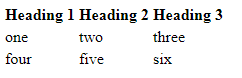 Heading 1 Heading 2 Heading 3
one two three
four five six